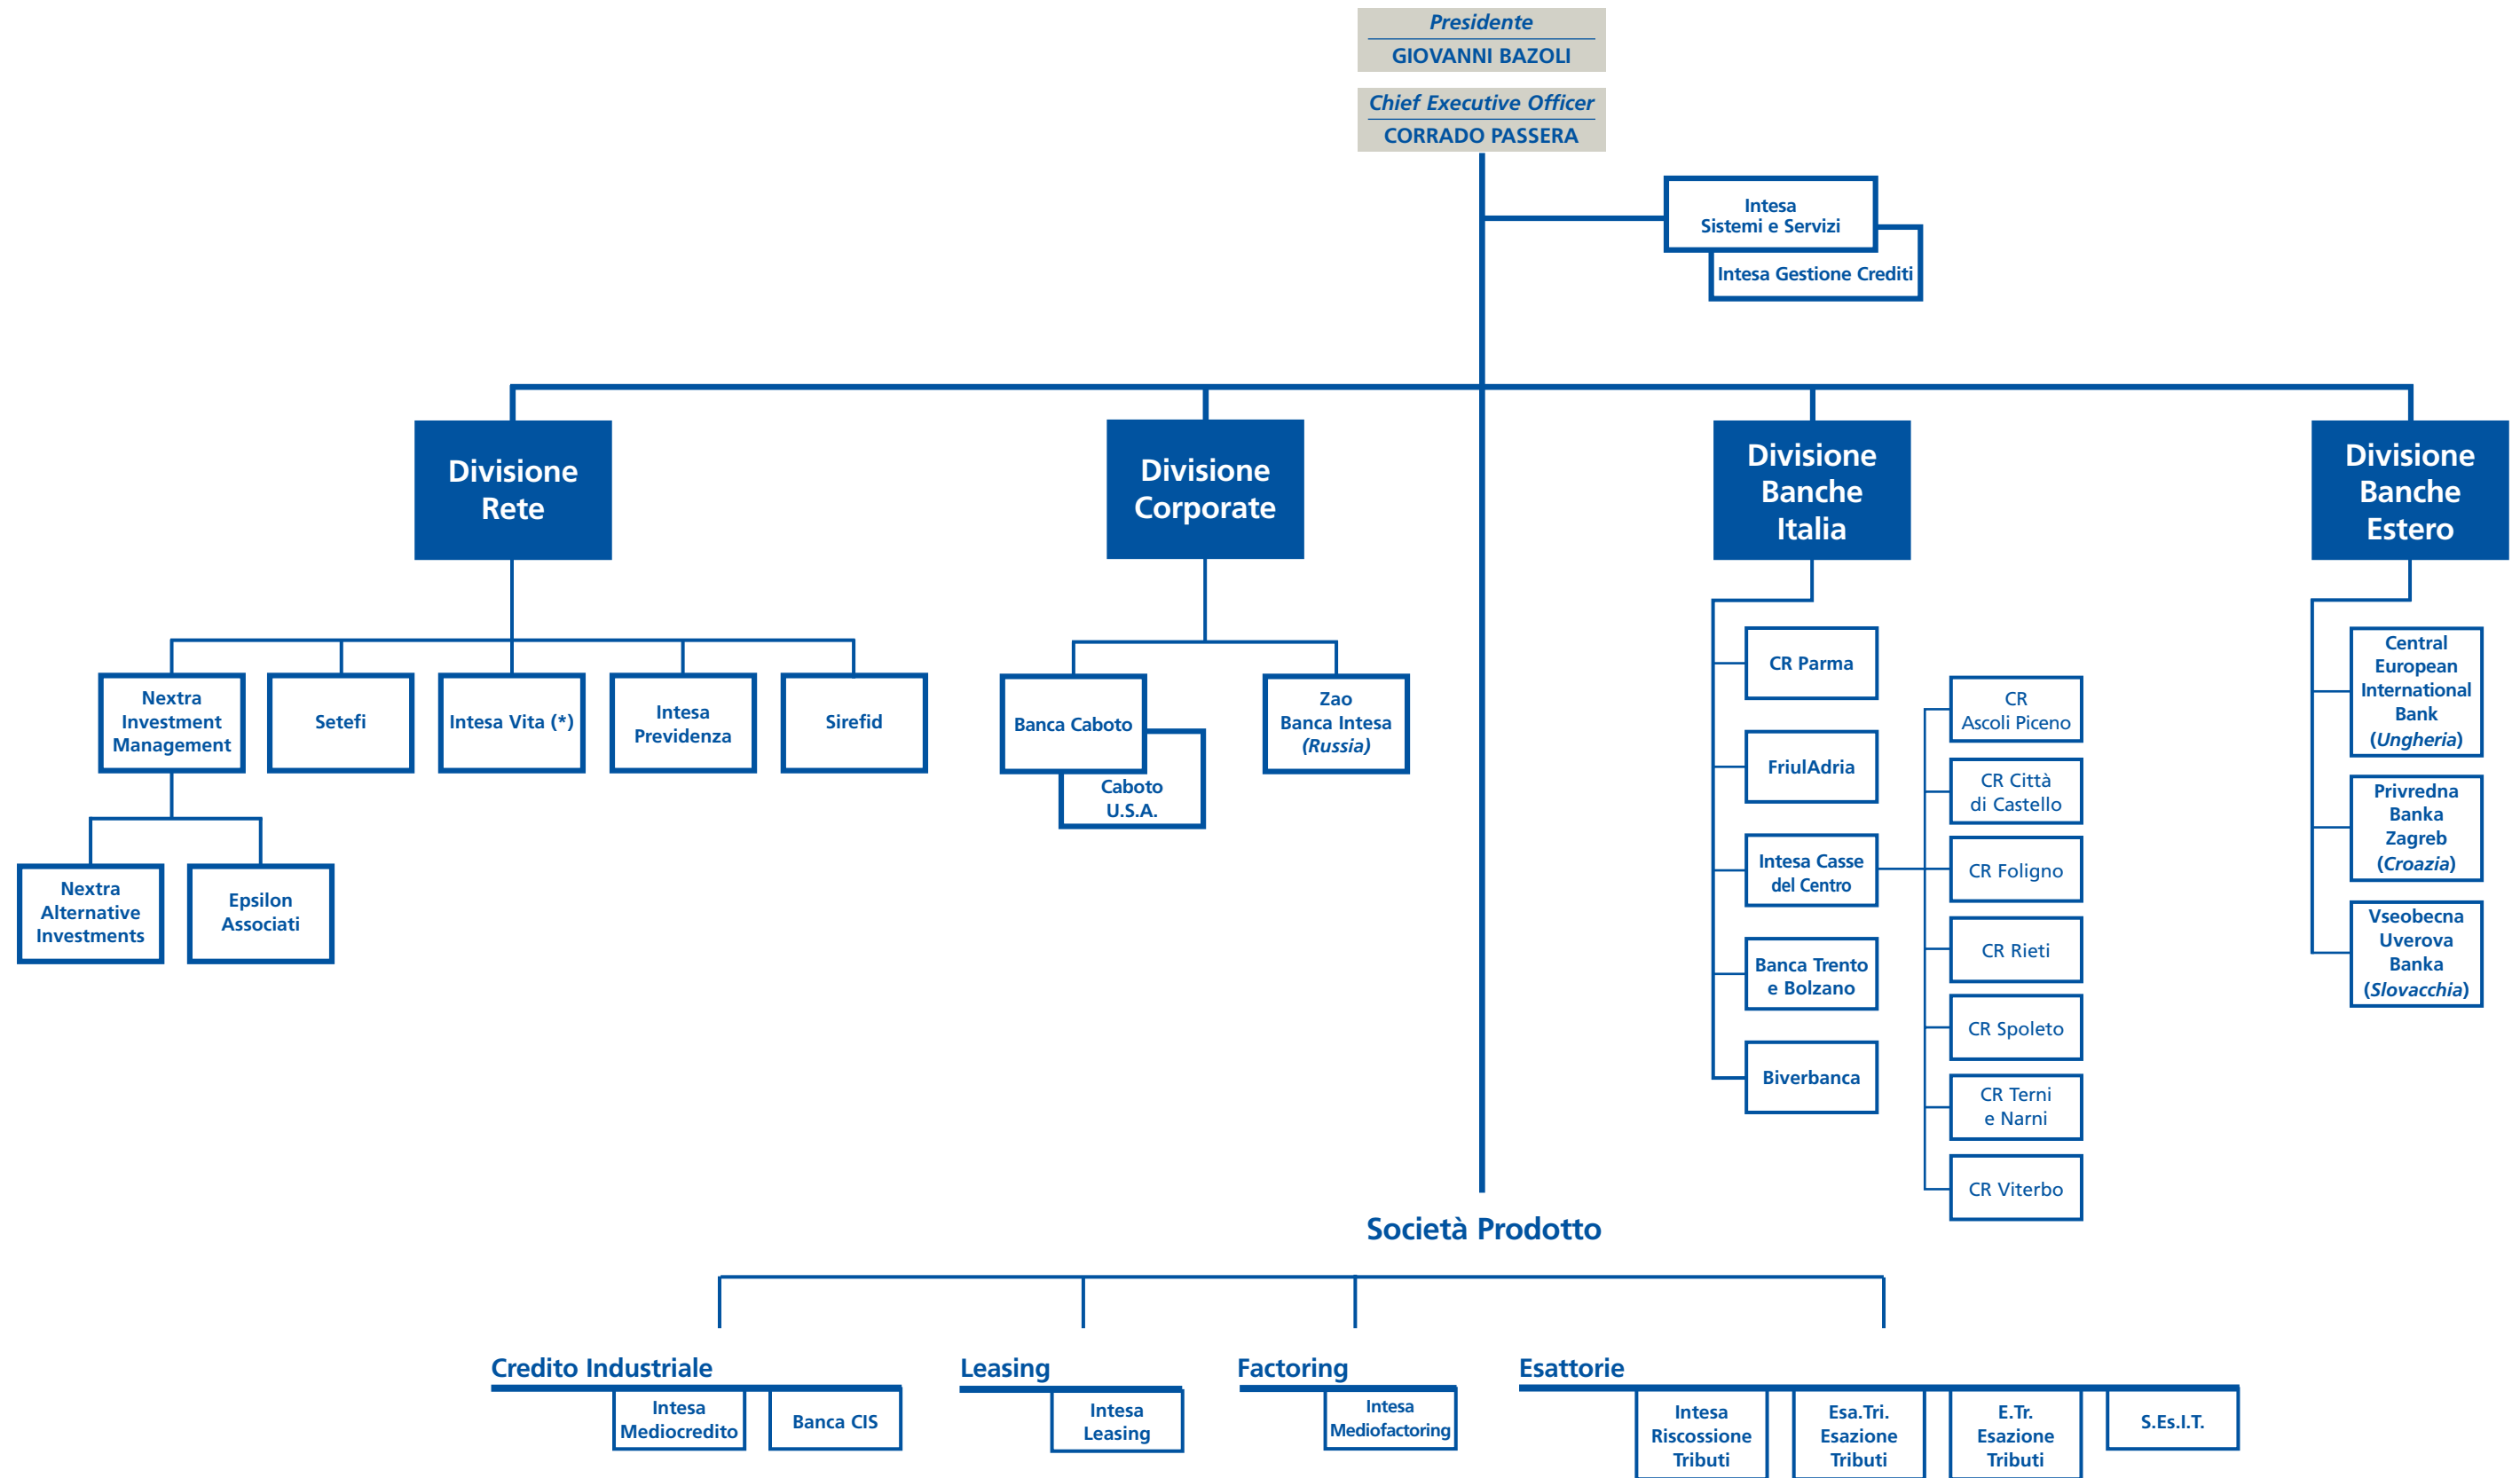 Presidente
GIOVANNI BAZOLI
Chief Executive Officer
CORRADO PASSERA
Intesa
Sistemi e Servizi
Intesa Gestione Crediti
Divisione
Rete
Divisione
Corporate
Divisione
Banche
Italia
Divisione
Banche
Estero
Nextra
Investment
Management
Setefi
Intesa Vita (*)
Intesa
Previdenza
Sirefid
Nextra
Alternative
Investments
Epsilon
Associati
Banca Caboto
Caboto
U.S.A.
Zao
Banca Intesa
(Russia)
CR Parma
FriulAdria
Intesa Casse
del Centro
Banca Trento
e Bolzano
Biverbanca
CR
Ascoli Piceno
CR Città
di Castello
CR Foligno
CR Rieti
CR Spoleto
CR Terni
e Narni
CR Viterbo
Central
European
International
Bank
(Ungheria)
Privredna
Banka
Zagreb
(Croazia)
Vseobecna
Uverova
Banka
(Slovacchia)
Società Prodotto
Credito Industriale
Intesa
Mediocredito
Banca CIS
Leasing
Intesa
Leasing
Factoring
Intesa
Mediofactoring
Esattorie
Intesa
Riscossione
Tributi
Esa.Tri.
Esazione
Tributi
E.Tr.
Esazione
Tributi
S.Es.I.T.